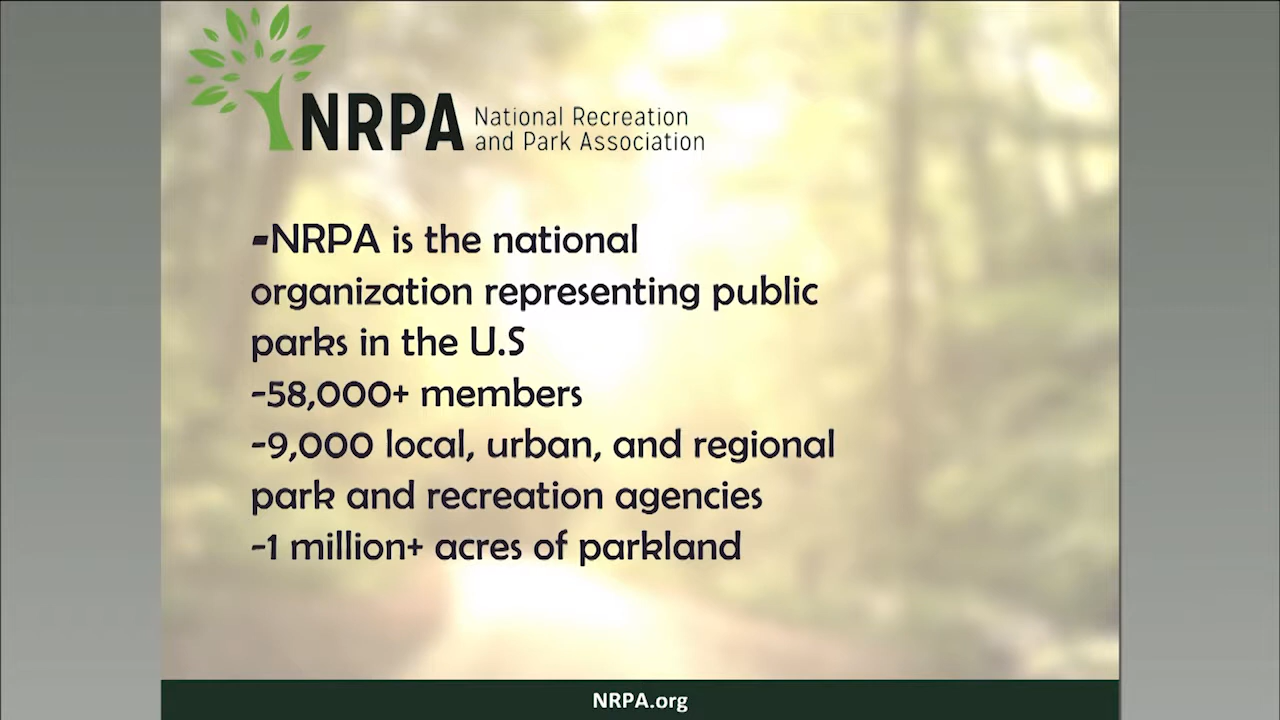 NRPA National Recreation
and Park Association
-NRPA is the national
organization representing public
parks in the U.S
-58,000+ members
-9,000 local, urban, and regional
park and recreation agencies
-1 million+ acres of parkland
NRPA.org